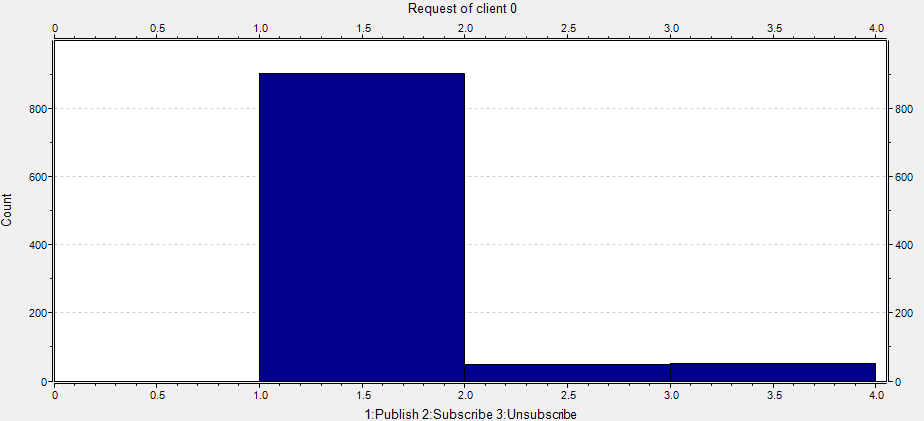 Request of client 0
0 0.5 1.0 1.5 2.0 2.5 3.0 3.5 4.0
800 800
600 600
Count
400 400
200 200
0 0
0 0.5 1.0 1.5 2.0 2.5 3.0 3.5 4.0
1:Publish 2:Subscribe 3:Unsubscribe